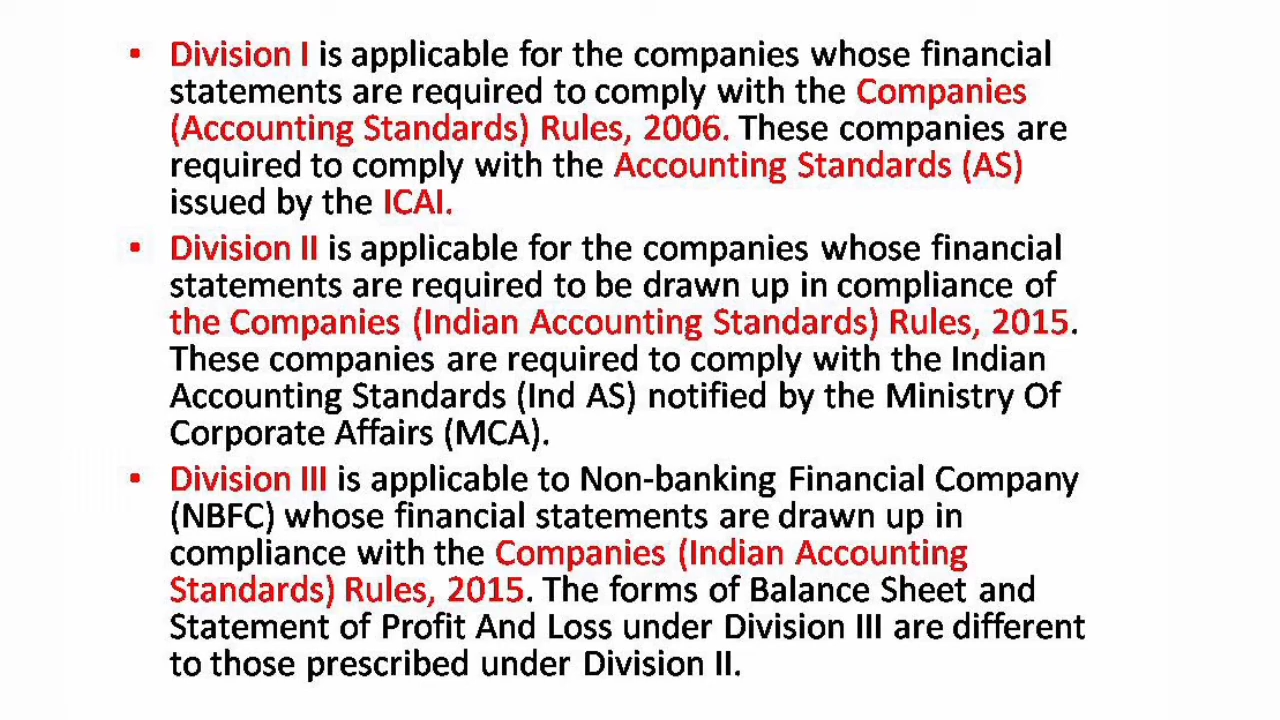 • Division I is applicable for the companies whose financial
statements are required to comply with the Companies
(Accounting Standards) Rules, 2006. These companies are
required to comply with the Accounting Standards (AS)
issued by the ICAI.
• Division II is applicable for the companies whose financial
statements are required to be drawn up in compliance of
the Companies (Indian Accounting Standards) Rules, 2015.
These companies are required to comply with the Indian
Accounting Standards (Ind AS) notified by the Ministry Of
Corporate Affairs (MCA).
• Division III is applicable to Non-banking Financial Company
(NBFC) whose financial statements are drawn up in
compliance with the Companies (Indian Accounting
Standards) Rules, 2015. The forms of Balance Sheet and
Statement of Profit And Loss under Division III are different
to those prescribed under Division II.